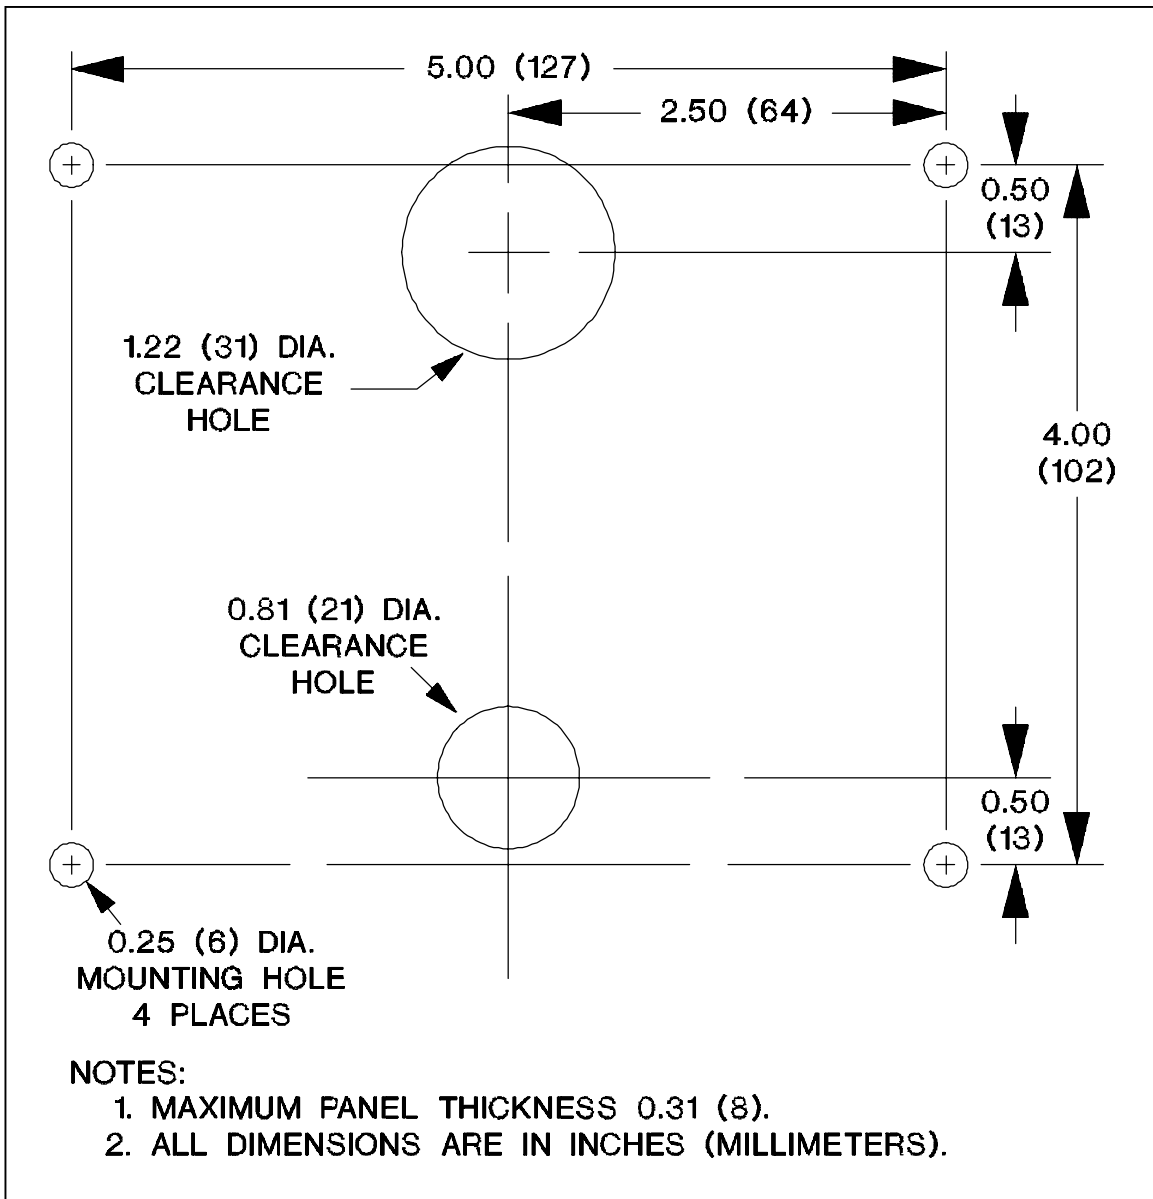 5.00 (127)
2.50 (64)
0.50
(13)
1.22 (31) DIA.
CLEARANCE
HOLE
4.00
(102)
0.81 (21) DIA.
CLEARANCE
HOLE
0.50
(13)
0.25 (6) DIA.
MOUNTING HOLE
4 PLACES
NOTES:
1. MAXIMUM PANEL THICKNESS 0.31 (8).
2. ALL DIMENSIONS ARE IN INCHES (MILLIMETERS).